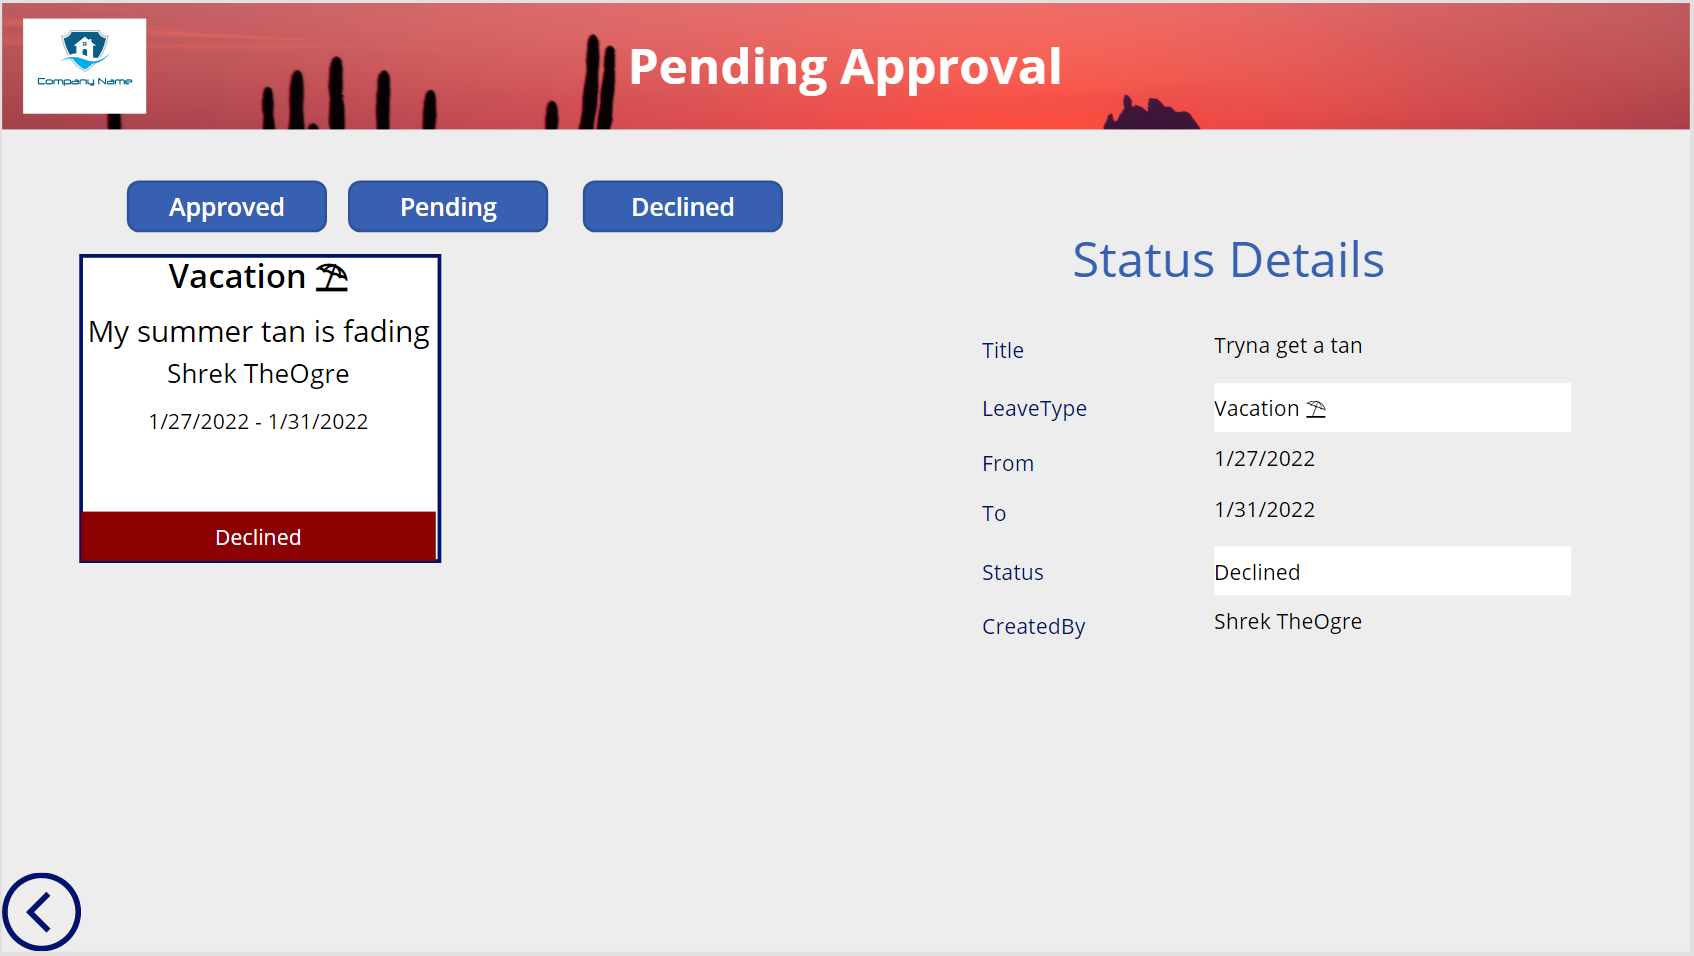 Company Name
Pending Approval
Approved
Pending
Declined
Vacation ⛱
My summer tan is fading
Shrek TheOgre
1/27/2022 - 1/31/2022
Declined
Status Details
Title
Tryna get a tan
LeaveType
Vacation ⛱
From
1/27/2022
To
1/31/2022
Status
Declined
CreatedBy
Shrek TheOgre